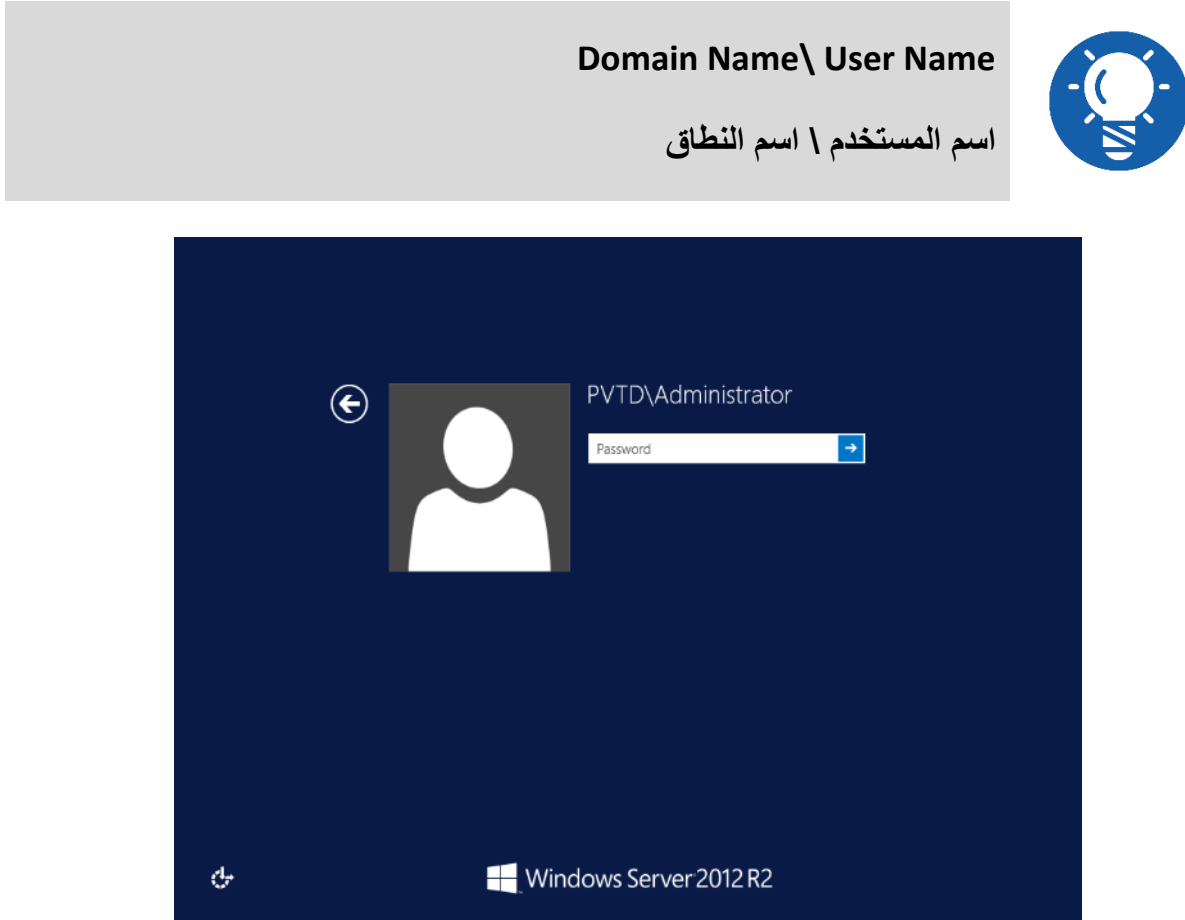 Domain Name\ User Name
اسم المستخدم \ اسم النطاق
PVTD\Administrator
Password
Windows Server 2012 R2